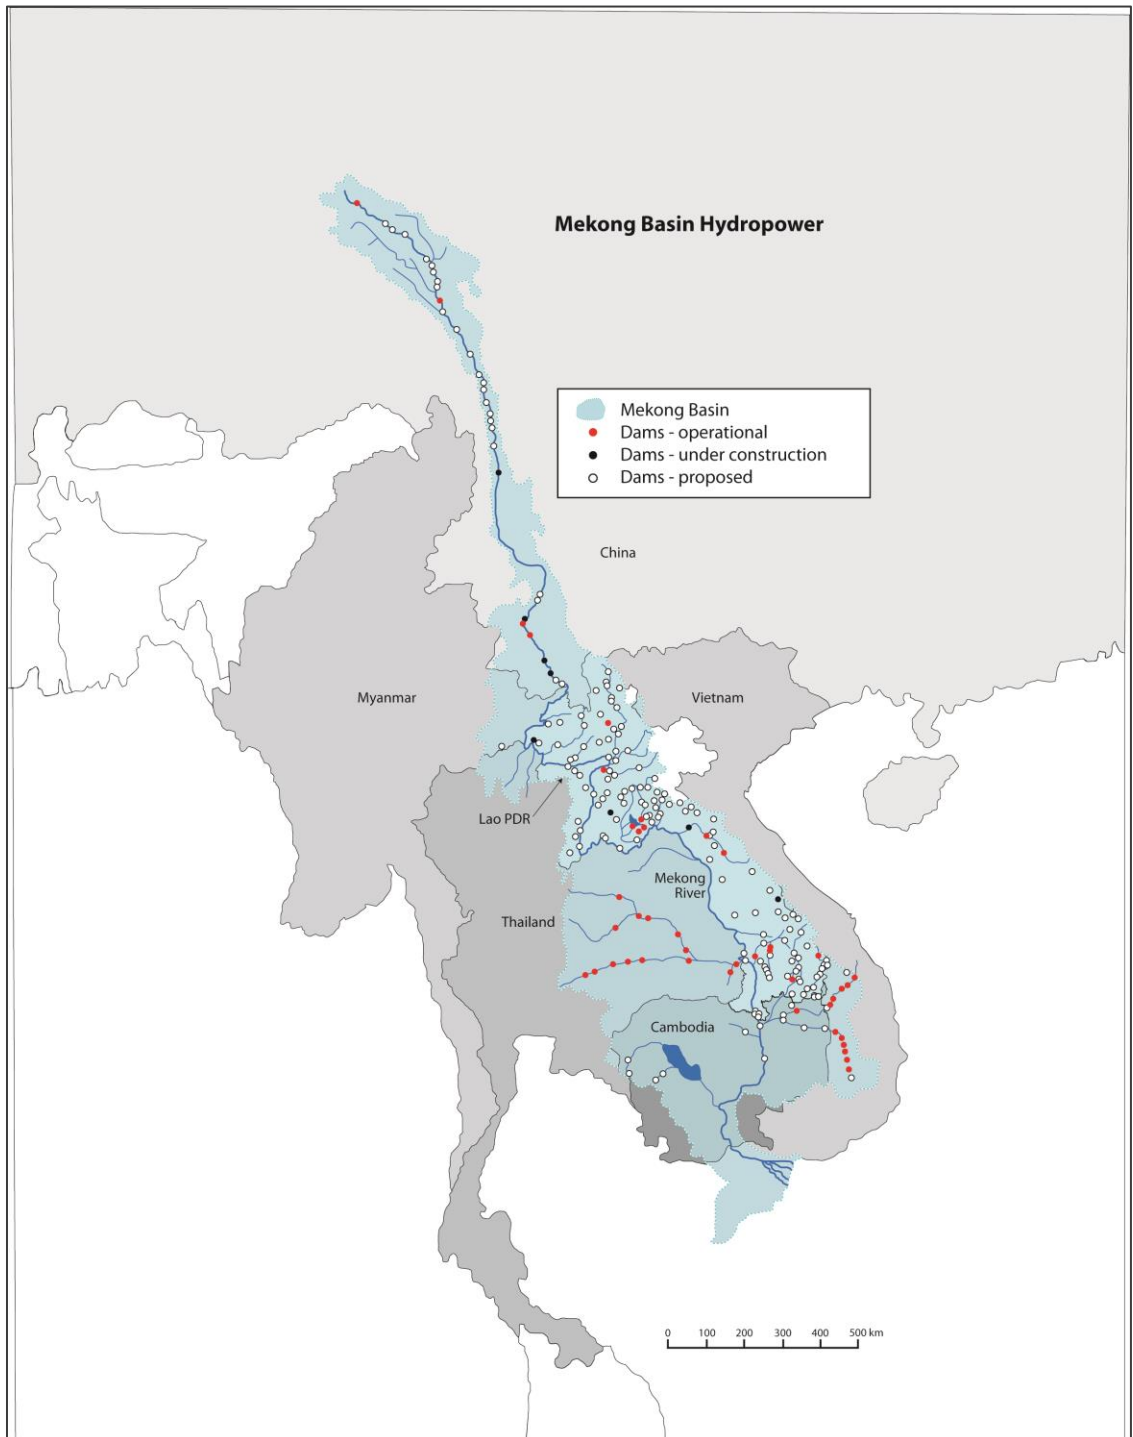 Mekong Basin Hydropower
Mekong Basin
Dams - operational
Dams - under construction
Dams - proposed
China
Myanmar
Vietnam
Lao PDR
Mekong
River
Thailand
Cambodia
0 100 200 300 400 500 km